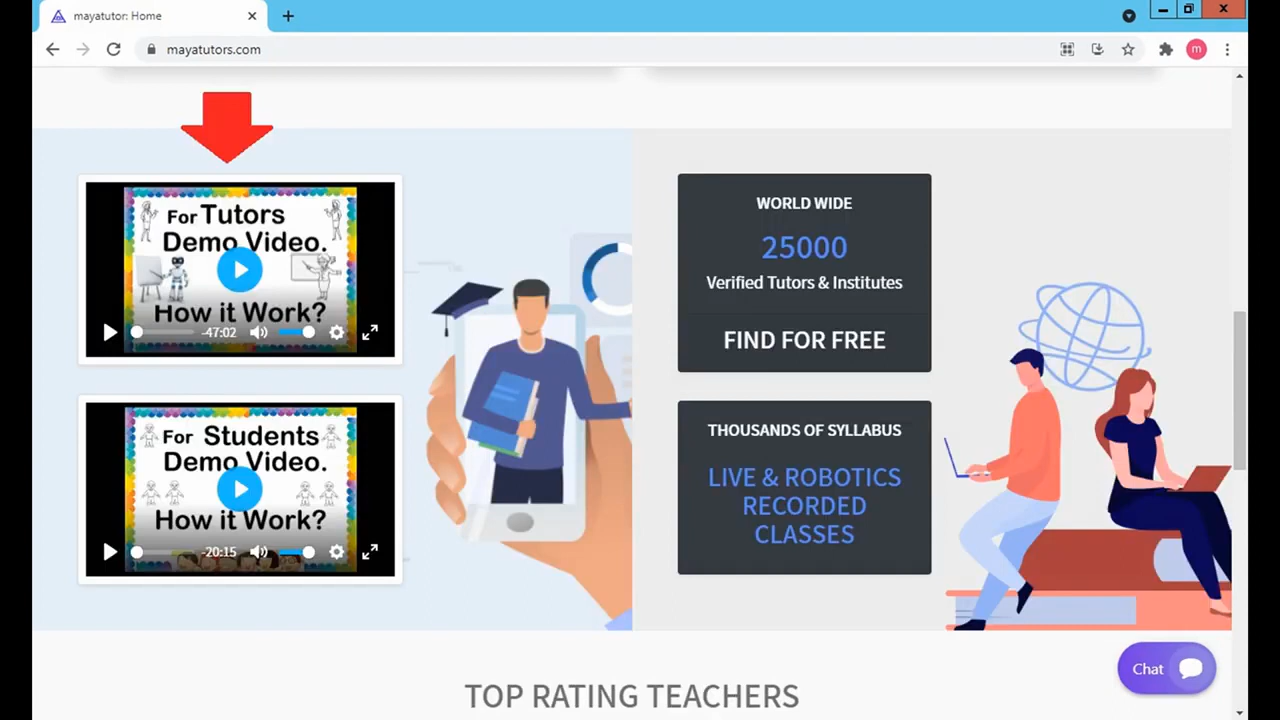 mayatutor: Home
mayatutors.com
m
For Tutors
Demo Video.
How it Work?
-47:02
For Students
Demo Video.
How it Work?
-20:15
WORLD WIDE
25000
Verified Tutors & Institutes
FIND FOR FREE
THOUSANDS OF SYLLABUS
LIVE & ROBOTICS
RECORDED
CLASSES
Chat
TOP RATING TEACHERS